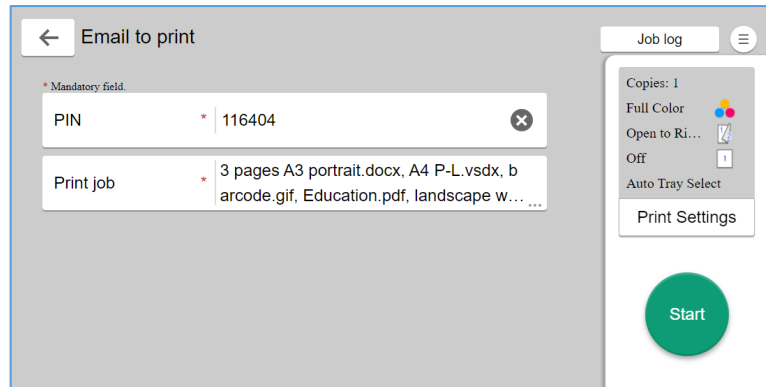 Email to print
Job log
* Mandatory field.
PIN * 116404
Print job * 3 pages A3 portrait.docx, A4 P-L.vsdx, b
arcode.gif, Education.pdf, landscape w...
...
Copies: 1
Full Color
Open to Ri...
Off 1
Auto Tray Select
Print Settings
Start